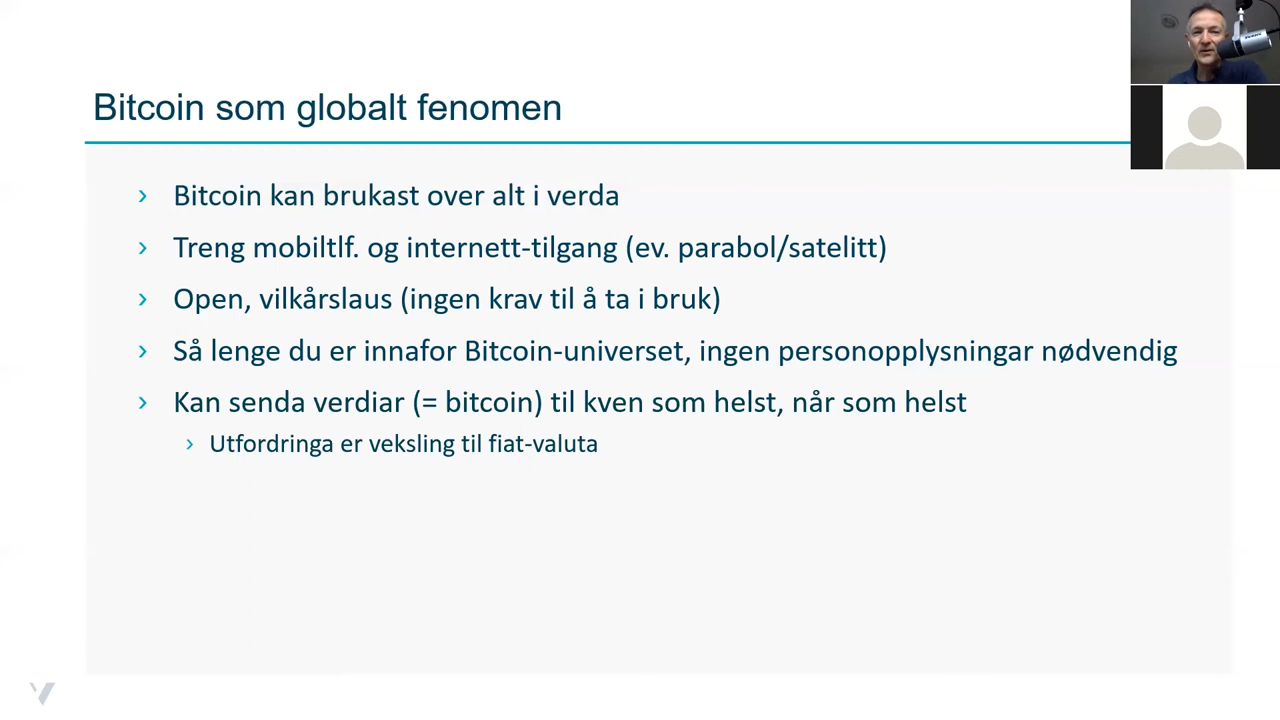 Bitcoin som globalt fenomen
› Bitcoin kan brukast over alt i verda
› Treng mobiltlf. og internett-tilgang (ev. parabol/satelitt)
› Open, vilkårslaus (ingen krav til å ta i bruk)
› Så lenge du er innafor Bitcoin-universet, ingen personopplysningar nødvendig
› Kan senda verdiar (= bitcoin) til kven som helst, når som helst
› Utfordringa er veksling til fiat-valuta